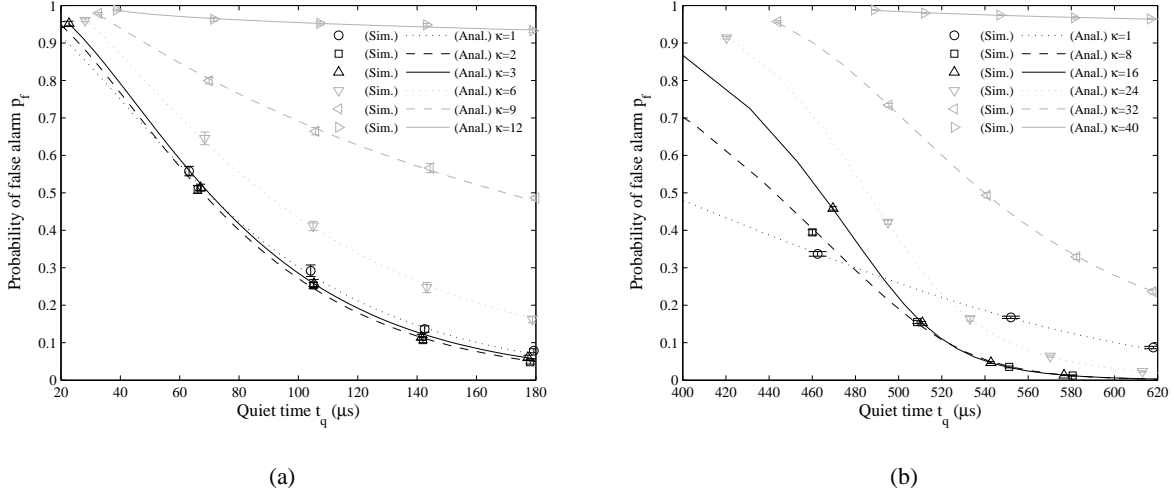 1
0.9
0.8
0.7
0.6
0.5
0.4
0.3
0.2
0.1
0
20 40 60 80 100 120 140 160 180
Probability of false alarm p_f
Quiet time t_q (μs)
(Sim.) (Anal.) κ=1
(Sim.) (Anal.) κ=2
(Sim.) (Anal.) κ=3
(Sim.) (Anal.) κ=6
(Sim.) (Anal.) κ=9
(Sim.) (Anal.) κ=12
(a)
1
0.9
0.8
0.7
0.6
0.5
0.4
0.3
0.2
0.1
0
400 420 440 460 480 500 520 540 560 580 600 620
Probability of false alarm p_f
Quiet time t_q (μs)
(Sim.) (Anal.) κ=1
(Sim.) (Anal.) κ=8
(Sim.) (Anal.) κ=16
(Sim.) (Anal.) κ=24
(Sim.) (Anal.) κ=32
(Sim.) (Anal.) κ=40
(b)